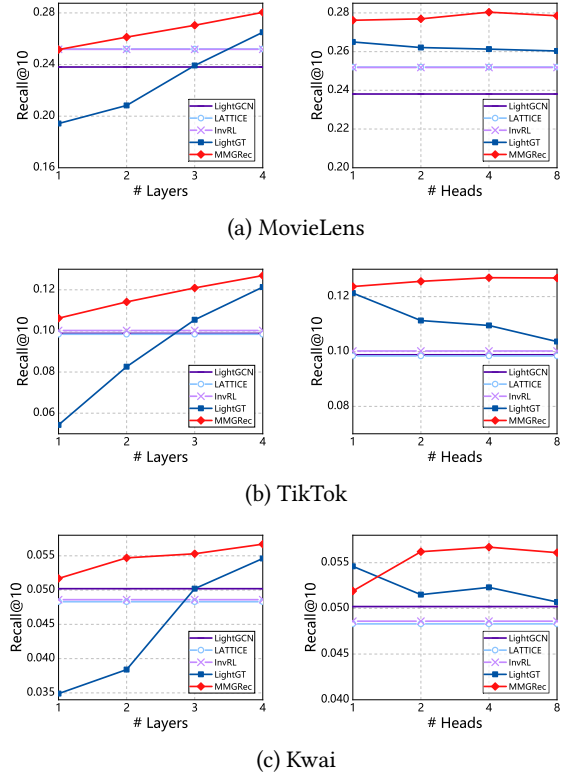 Recall@10
0.28
0.24
0.20
0.16
1 2 3 4
# Layers
LightGCN
LATTICE
InvRL
LightGT
MMGRec
Recall@10
0.28
0.26
0.24
0.22
0.20
1 2 4 8
# Heads
LightGCN
LATTICE
InvRL
LightGT
MMGRec
(a) MovieLens
Recall@10
0.12
0.10
0.08
0.06
1 2 3 4
# Layers
LightGCN
LATTICE
InvRL
LightGT
MMGRec
Recall@10
0.12
0.10
0.08
1 2 4 8
# Heads
LightGCN
LATTICE
InvRL
LightGT
MMGRec
(b) TikTok
Recall@10
0.055
0.050
0.045
0.040
0.035
1 2 3 4
# Layers
LightGCN
LATTICE
InvRL
LightGT
MMGRec
Recall@10
0.055
0.050
0.045
0.040
1 2 4 8
# Heads
LightGCN
LATTICE
InvRL
LightGT
MMGRec
(c) Kwai